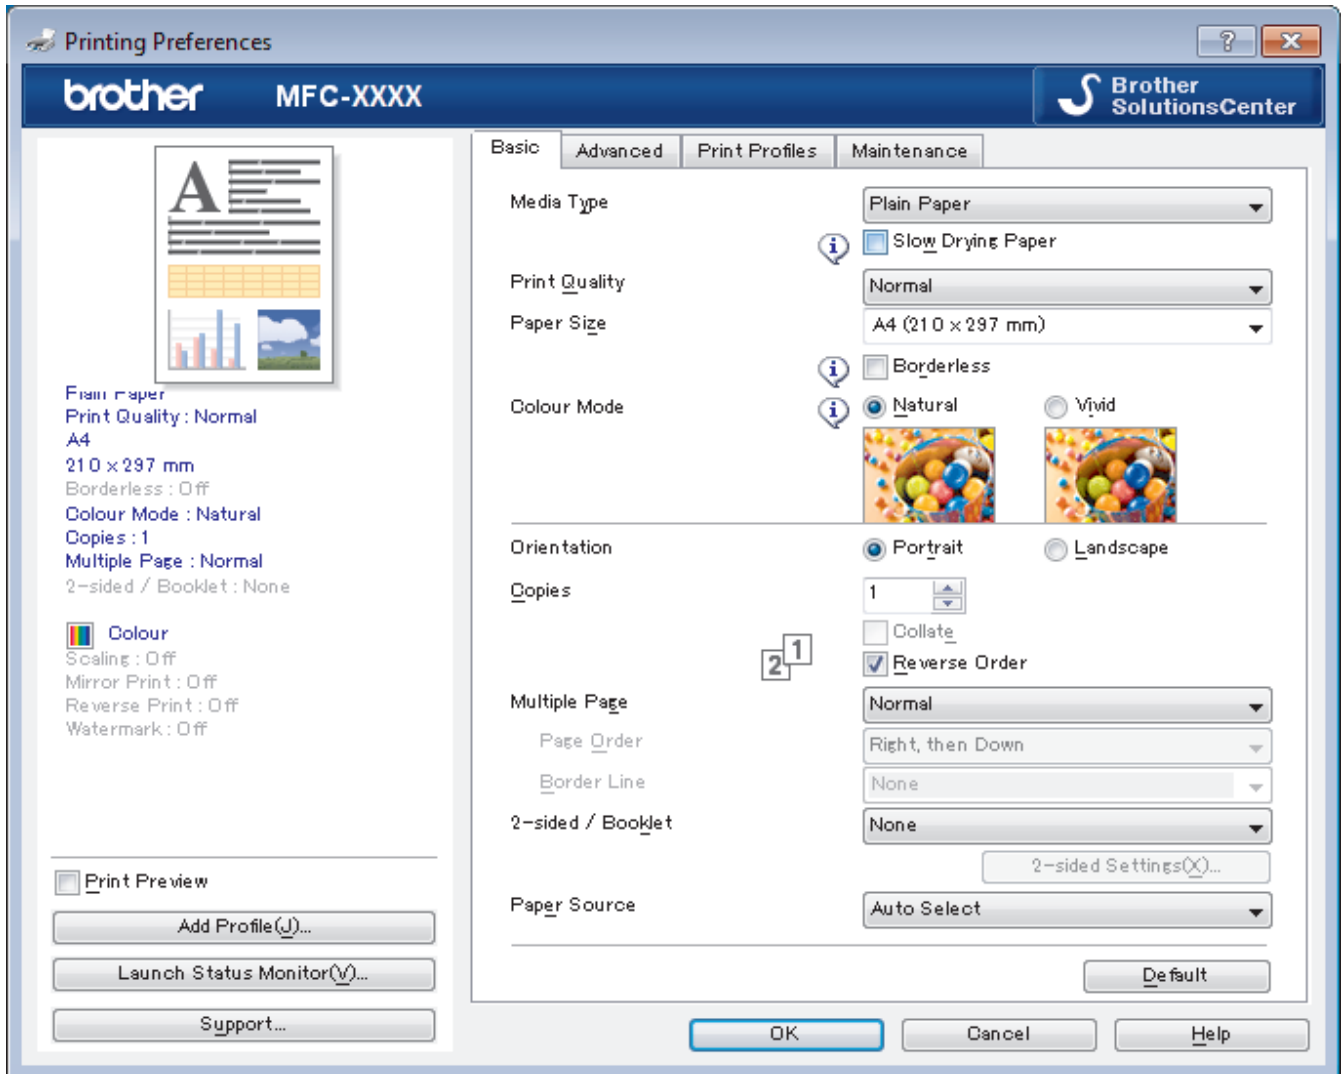 Printing Preferences
brother MFC-XXXX
Brother
SolutionsCenter
A
Plain Paper
Print Quality : Normal
A4
210 x 297 mm
Borderless : Off
Colour Mode : Natural
Copies : 1
Multiple Page : Normal
2-sided / Booklet : None
Colour
Scaling : Off
Mirror Print : Off
Reverse Print : Off
Watermark : Off
Print Preview
Add Profile(J)...
Launch Status Monitor(V)...
Support...
Basic Advanced Print Profiles Maintenance
Media Type Plain Paper
Slow Drying Paper
Print Quality Normal
Paper Size A4 (210 x 297 mm)
Borderless
Colour Mode Natural Vivid
Orientation Portrait Landscape
Copies 1
Collate
2 1 Reverse Order
Multiple Page Normal
Page Order Right, then Down
Border Line None
2-sided / Booklet None
2-sided Settings(X)...
Paper Source Auto Select
Default
OK Cancel Help